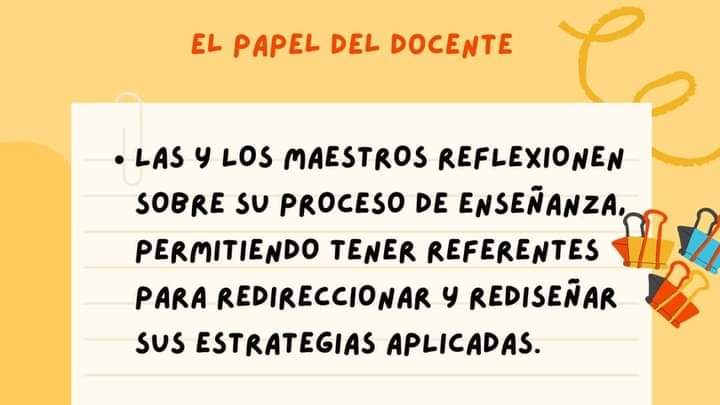 EL PAPEL DEL DOCENTE
• LAS Y LOS MAESTROS REFLEXIONEN
SOBRE SU PROCESO DE ENSEÑANZA,
PERMITIENDO TENER REFERENTES
PARA REDIRECCIONAR Y REDISEÑAR
SUS ESTRATEGIAS APLICADAS.